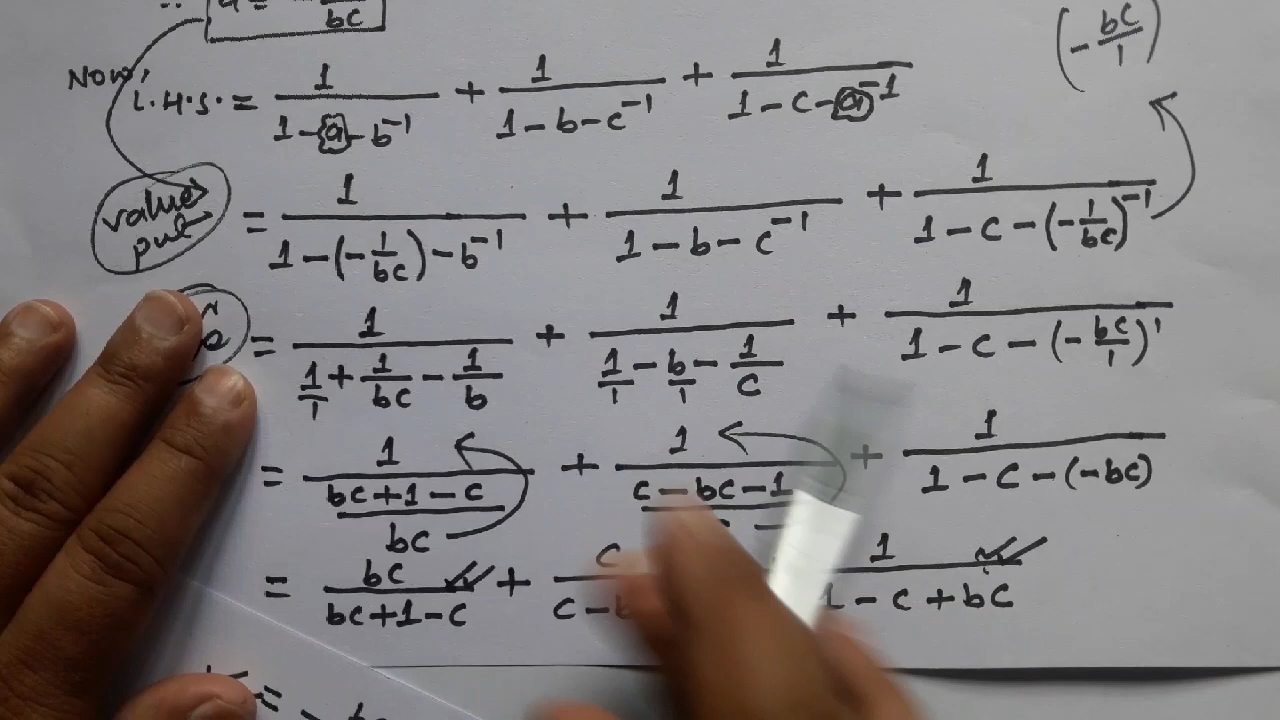 ∴ a = - 1/bc
(- bc/1)
Now,
L.H.S. = 1/(1-a-b⁻¹) + 1/(1-b-c⁻¹) + 1/(1-c-a⁻¹)
value put = 1/(1-(-1/bc)-b⁻¹) + 1/(1-b-c⁻¹) + 1/(1-c-(-1/bc)⁻¹)
= 1/(1/1+1/bc-1/b) + 1/(1/1-b/1-1/c) + 1/(1-c-(-bc/1)¹)
= 1/((bc+1-c)/bc) + 1/(c-bc-1) + 1/(1-c-(-bc))
= bc/(bc+1-c) + c/(c-b + 1/(1-c+bc)
=